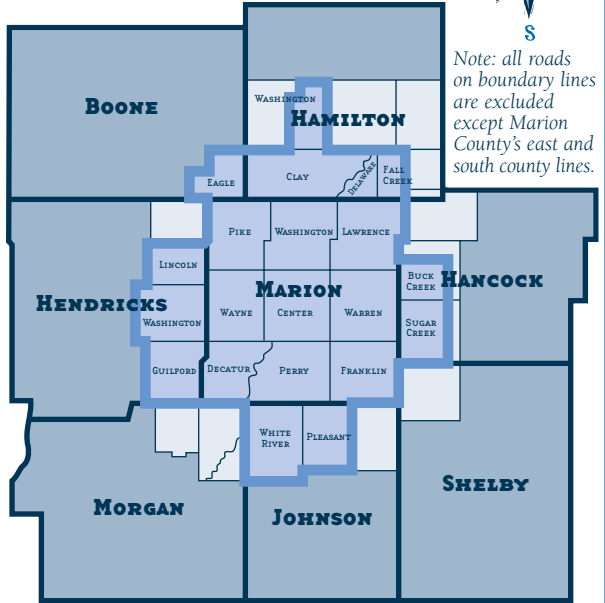 S
Note: all roads
on boundary lines
are excluded
except Marion
County's east and
south county lines.
BOONE
WASHINGTON
HAMILTON
EAGLE
CLAY
DELAWARE
FALL
CREEK
PIKE
WASHINGTON
LAWRENCE
LINCOLN
HENDRICKS
WASHINGTON
MARION
WAYNE
CENTER
WARREN
BUCK
CREEK
HANCOCK
SUGAR
CREEK
GUILFORD
DECATUR
PERRY
FRANKLIN
WHITE
RIVER
PLEASANT
MORGAN
JOHNSON
SHELBY